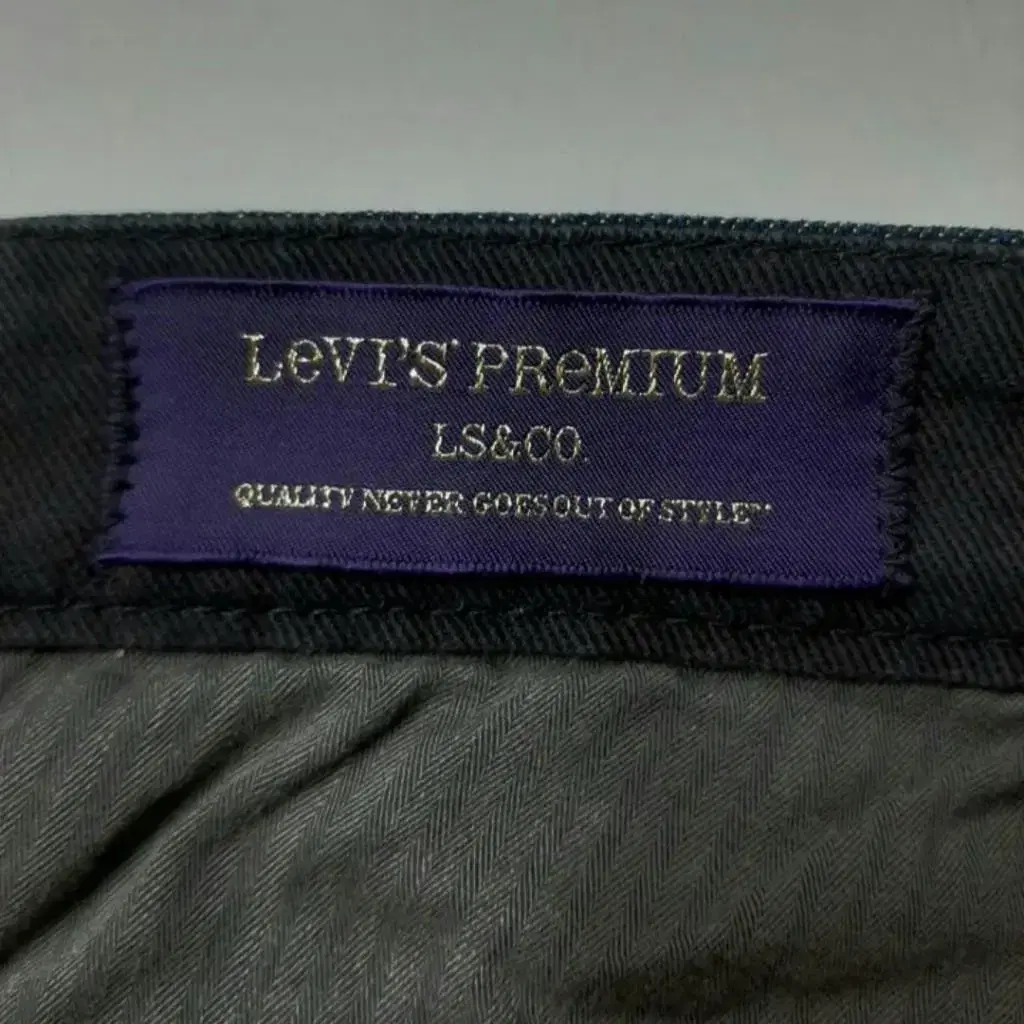 LeVI'S PReMIUM
LS&CO.
QUALITY NEVER GOES OUT OF STYLE™